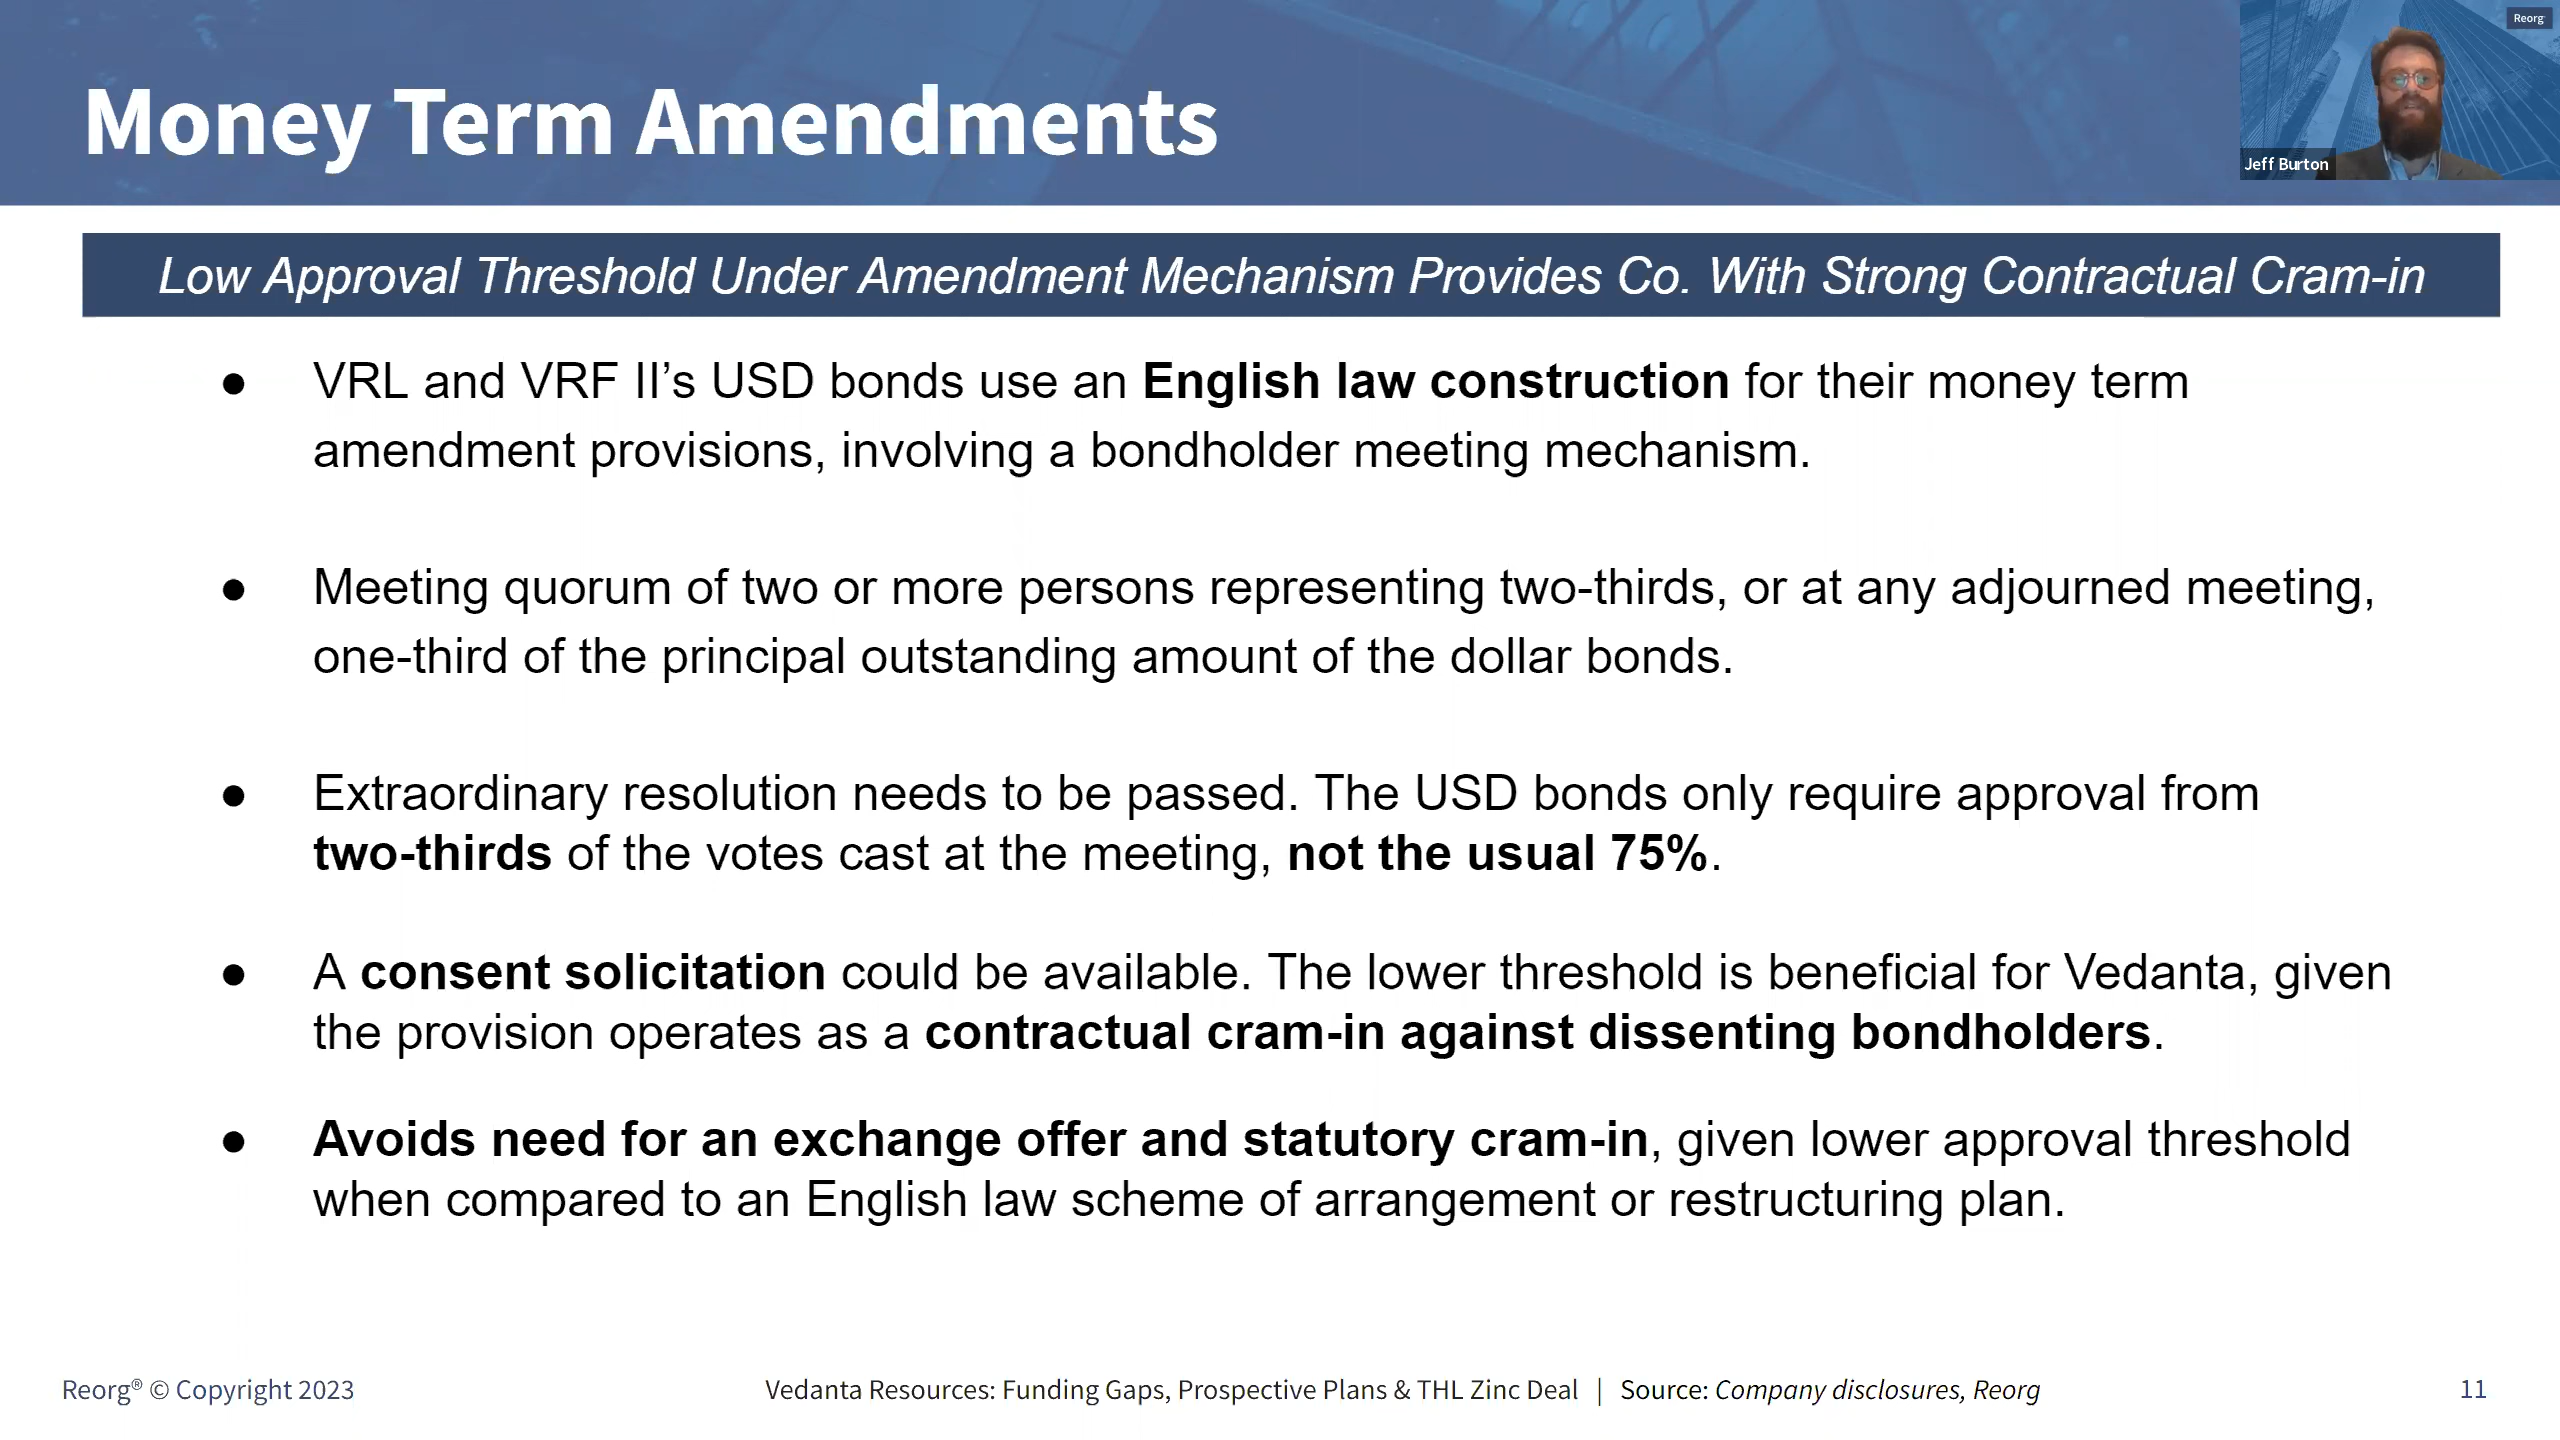 Reorg
Money Term Amendments
Jeff Burton
Low Approval Threshold Under Amendment Mechanism Provides Co. With Strong Contractual Cram-in
● VRL and VRF II’s USD bonds use an English law construction for their money term
amendment provisions, involving a bondholder meeting mechanism.
● Meeting quorum of two or more persons representing two-thirds, or at any adjourned meeting,
one-third of the principal outstanding amount of the dollar bonds.
● Extraordinary resolution needs to be passed. The USD bonds only require approval from
two-thirds of the votes cast at the meeting, not the usual 75%.
● A consent solicitation could be available. The lower threshold is beneficial for Vedanta, given
the provision operates as a contractual cram-in against dissenting bondholders.
● Avoids need for an exchange offer and statutory cram-in, given lower approval threshold
when compared to an English law scheme of arrangement or restructuring plan.
Reorg® © Copyright 2023
Vedanta Resources: Funding Gaps, Prospective Plans & THL Zinc Deal | Source: Company disclosures, Reorg
11